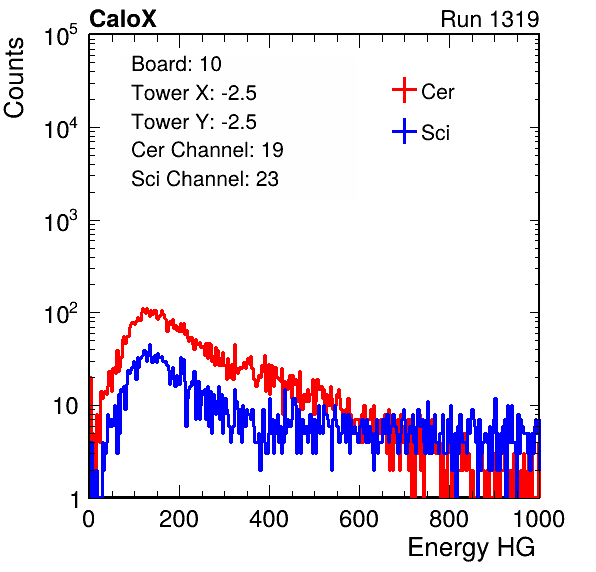 CaloX Run 1319
Counts
10^5
10^4
10^3
10^2
10
1
Board: 10
Tower X: -2.5
Tower Y: -2.5
Cer Channel: 19
Sci Channel: 23
Cer
Sci
0 200 400 600 800 1000
Energy HG